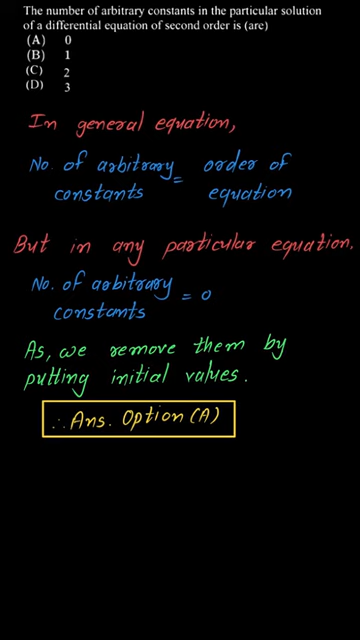 The number of arbitrary constants in the particular solution
of a differential equation of second order is (are)
(A) 0
(B) 1
(C) 2
(D) 3
In general equation,
No. of arbitrary constants = order of equation
But in any particular equation.
No. of arbitrary constants = 0
As, we remove them by
putting initial values.
∴ Ans. Option (A)